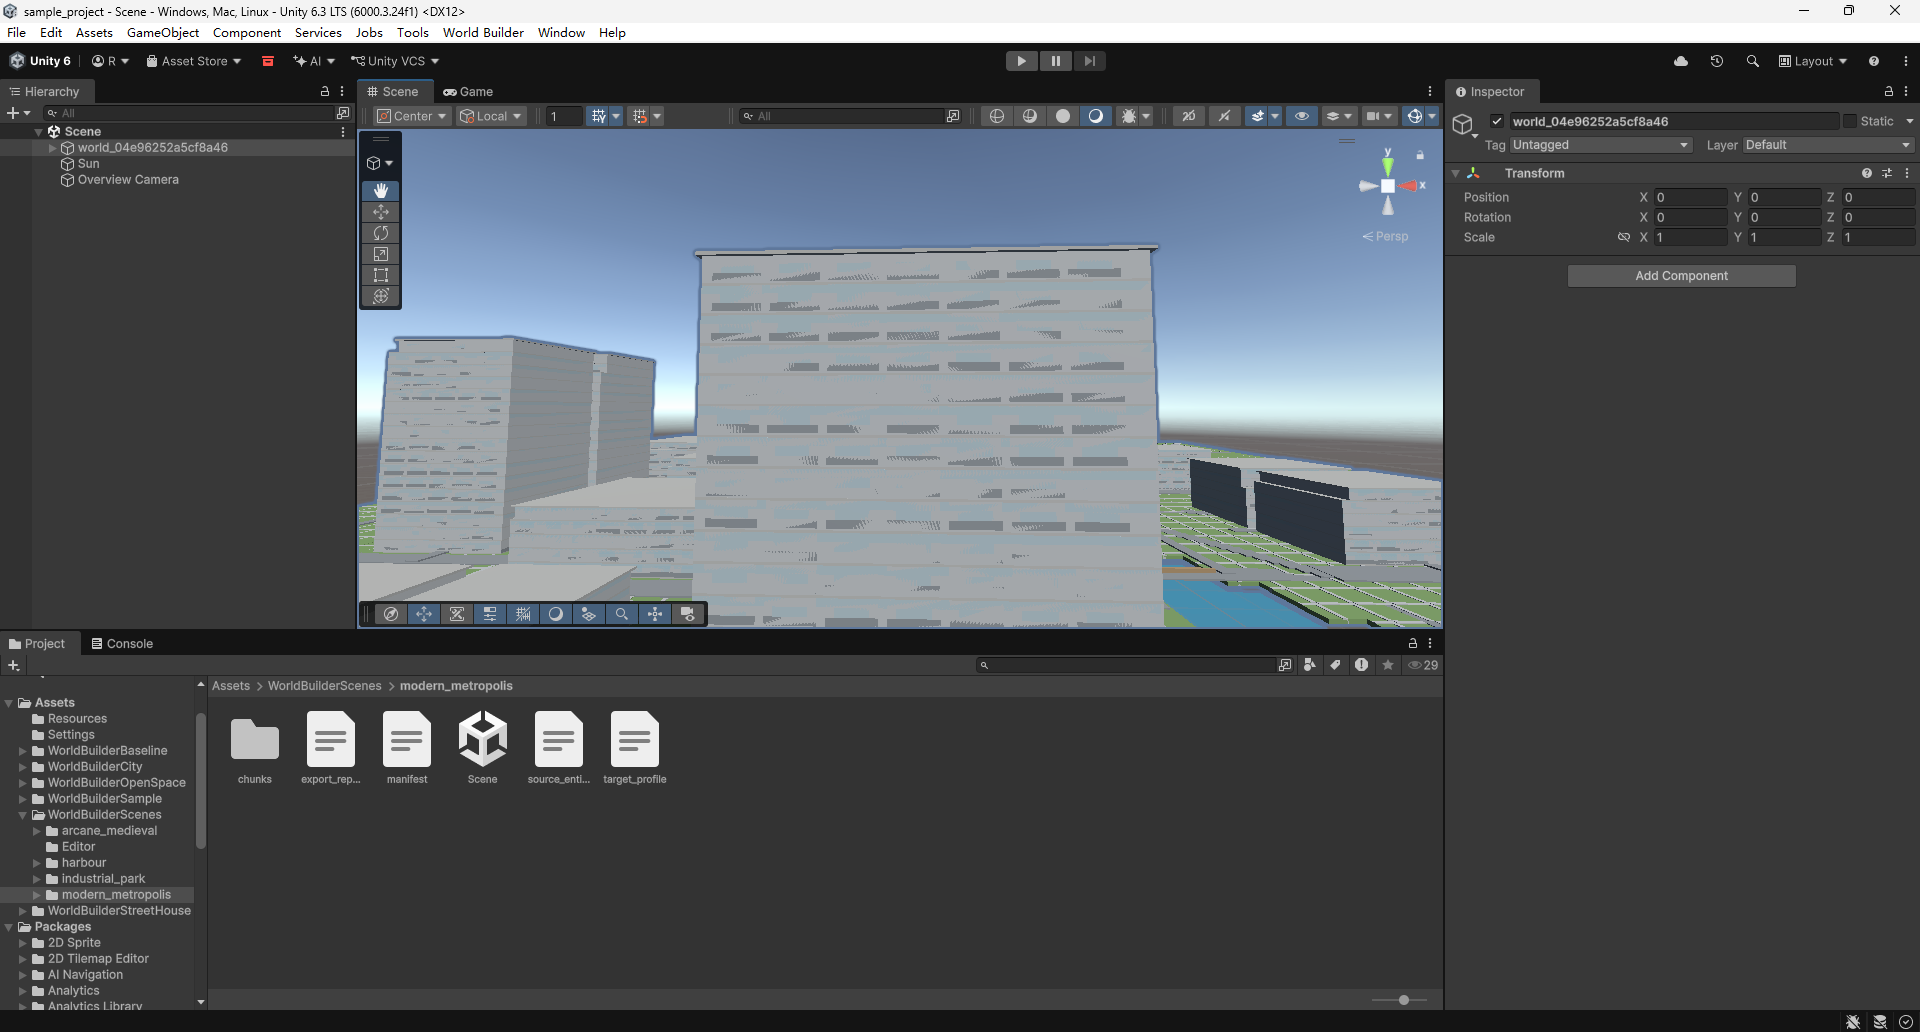 sample_project - Scene - Windows, Mac, Linux - Unity 6.3 LTS (6000.3.24f1) <DX12>
File Edit Assets GameObject Component Services Jobs Tools World Builder Window Help
Unity 6 R Asset Store AI Unity VCS Layout
Hierarchy
All
Scene
world_04e96252a5cf8a46
Sun
Overview Camera
Scene Game
Center Local 1 All 2D
y
x
Persp
Inspector
world_04e96252a5cf8a46 Static
Tag Untagged Layer Default
Transform
Position X 0 Y 0 Z 0
Rotation X 0 Y 0 Z 0
Scale X 1 Y 1 Z 1
Add Component
Project Console
29
Assets > WorldBuilderScenes > modern_metropolis
Assets
Resources
Settings
WorldBuilderBaseline
WorldBuilderCity
WorldBuilderOpenSpace
WorldBuilderSample
WorldBuilderScenes
arcane_medieval
Editor
harbour
industrial_park
modern_metropolis
WorldBuilderStreetHouse
Packages
2D Sprite
2D Tilemap Editor
AI Navigation
Analytics
Analytics Library
chunks export_rep... manifest Scene source_enti... target_profile